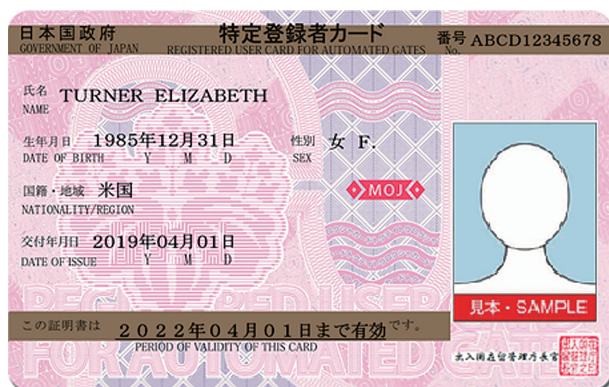 日本国政府 特定登録者カード 番号 ABCD12345678
GOVERNMENT OF JAPAN REGISTERED USER CARD FOR AUTOMATED GATES No.
氏名 TURNER ELIZABETH
NAME
生年月日 1985年12月31日 性別 女 F.
DATE OF BIRTH Y M D SEX
国籍・地域 米国
NATIONALITY/REGION
MOJ
交付年月日 2019年04月01日
DATE OF ISSUE Y M D
見本・SAMPLE
REGISTERED USER
この証明書は 2022年04月01日まで有効 です。
PERIOD OF VALIDITY OF THIS CARD
FOR AUTOMATED GATES
出入国在留管理庁長官